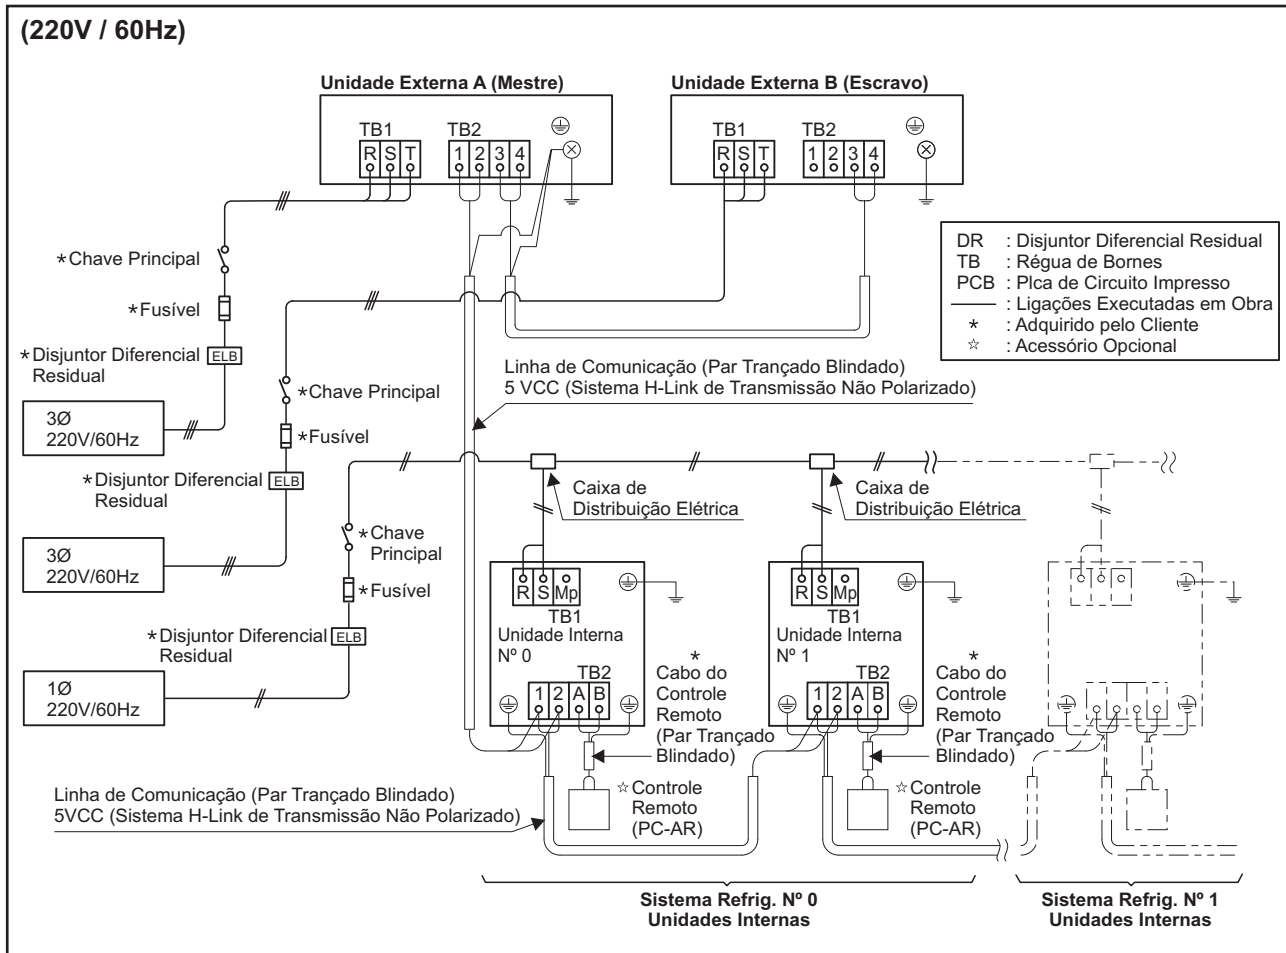 (220V / 60Hz)
Unidade Externa A (Mestre)
Unidade Externa B (Escravo)
TB1
TB2
R S T
1 2 3 4
TB1
TB2
R S T
1 2 3 4
DR : Disjuntor Diferencial Residual
TB : Régua de Bornes
PCB : Plca de Circuito Impresso
: Ligações Executadas em Obra
* : Adquirido pelo Cliente
☆ : Acessório Opcional
*Chave Principal
*Fusível
*Disjuntor Diferencial
Residual
ELB
3Ø
220V/60Hz
*Chave Principal
*Fusível
*Disjuntor Diferencial
Residual
ELB
3Ø
220V/60Hz
*Chave
Principal
*Fusível
*Disjuntor Diferencial
Residual
ELB
1Ø
220V/60Hz
Linha de Comunicação (Par Trançado Blindado)
5 VCC (Sistema H-Link de Transmissão Não Polarizado)
Caixa de
Distribuição Elétrica
Caixa de
Distribuição Elétrica
R S Mp
TB1
Unidade Interna
Nº 0
TB2
1 2 A B
*
Cabo do
Controle
Remoto
(Par Trançado
Blindado)
☆Controle
Remoto
(PC-AR)
R S Mp
TB1
Unidade Interna
Nº 1
TB2
1 2 A B
*
Cabo do
Controle
Remoto
(Par Trançado
Blindado)
☆Controle
Remoto
(PC-AR)
Linha de Comunicação (Par Trançado Blindado)
5VCC (Sistema H-Link de Transmissão Não Polarizado)
Sistema Refrig. Nº 0
Unidades Internas
Sistema Refrig. Nº 1
Unidades Internas